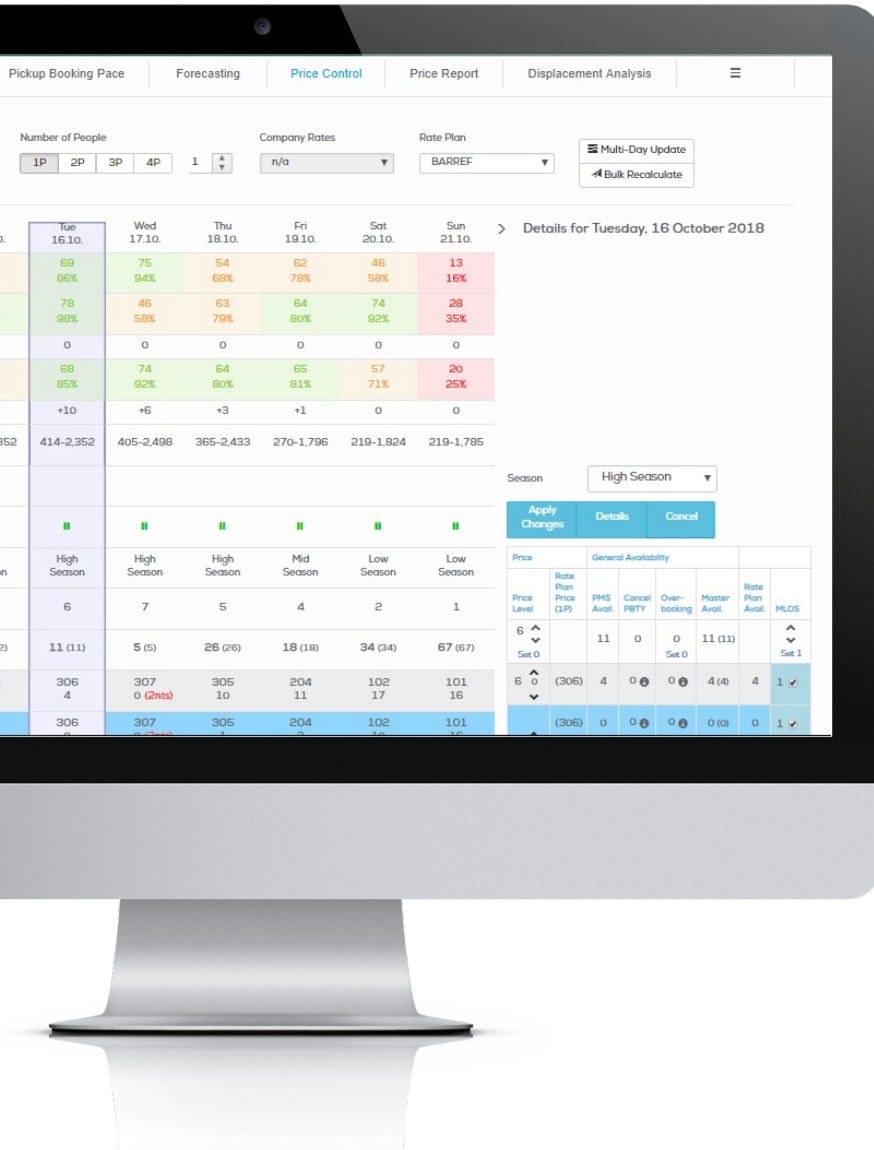 Pickup Booking Pace Forecasting Price Control Price Report Displacement Analysis
Number of People Company Rates Rate Plan
1P 2P 3P 4P 1 n/a BARREF
Multi-Day Update
Bulk Recalculate
Tue Wed Thu Fri Sat Sun
16.10. 17.10. 18.10. 19.10. 20.10. 21.10.
Details for Tuesday, 16 October 2018
69 75 54 62 46 13
86% 94% 68% 78% 58% 16%
78 46 63 64 74 28
98% 58% 79% 80% 92% 35%
0 0 0 0 0 0
68 74 64 65 57 20
85% 92% 80% 81% 71% 25%
+10 +6 +3 +1 0 0
352 414-2,352 405-2,498 365-2,433 270-1,796 219-1,824 219-1,785
Season High Season
Apply Changes Details Cancel
High Season High Season High Season Mid Season Low Season Low Season
6 7 5 4 2 1
11 (11) 5 (5) 26 (26) 18 (18) 34 (34) 67 (67)
306 307 305 204 102 101
4 0 (2nts) 10 11 17 16
306 307 305 204 102 101
Price General Availability
Price Level Rate Plan Price (1P) PMS Avail. Cancel PBTY Over-booking Master Avail. Rate Plan Avail. MLOS
6 11 0 0 11 (11)
Set 0 Set 0 Set 1
6 0 (306) 4 0 0 4 (4) 4 1
(306) 0 0 0 0 (0) 0 1